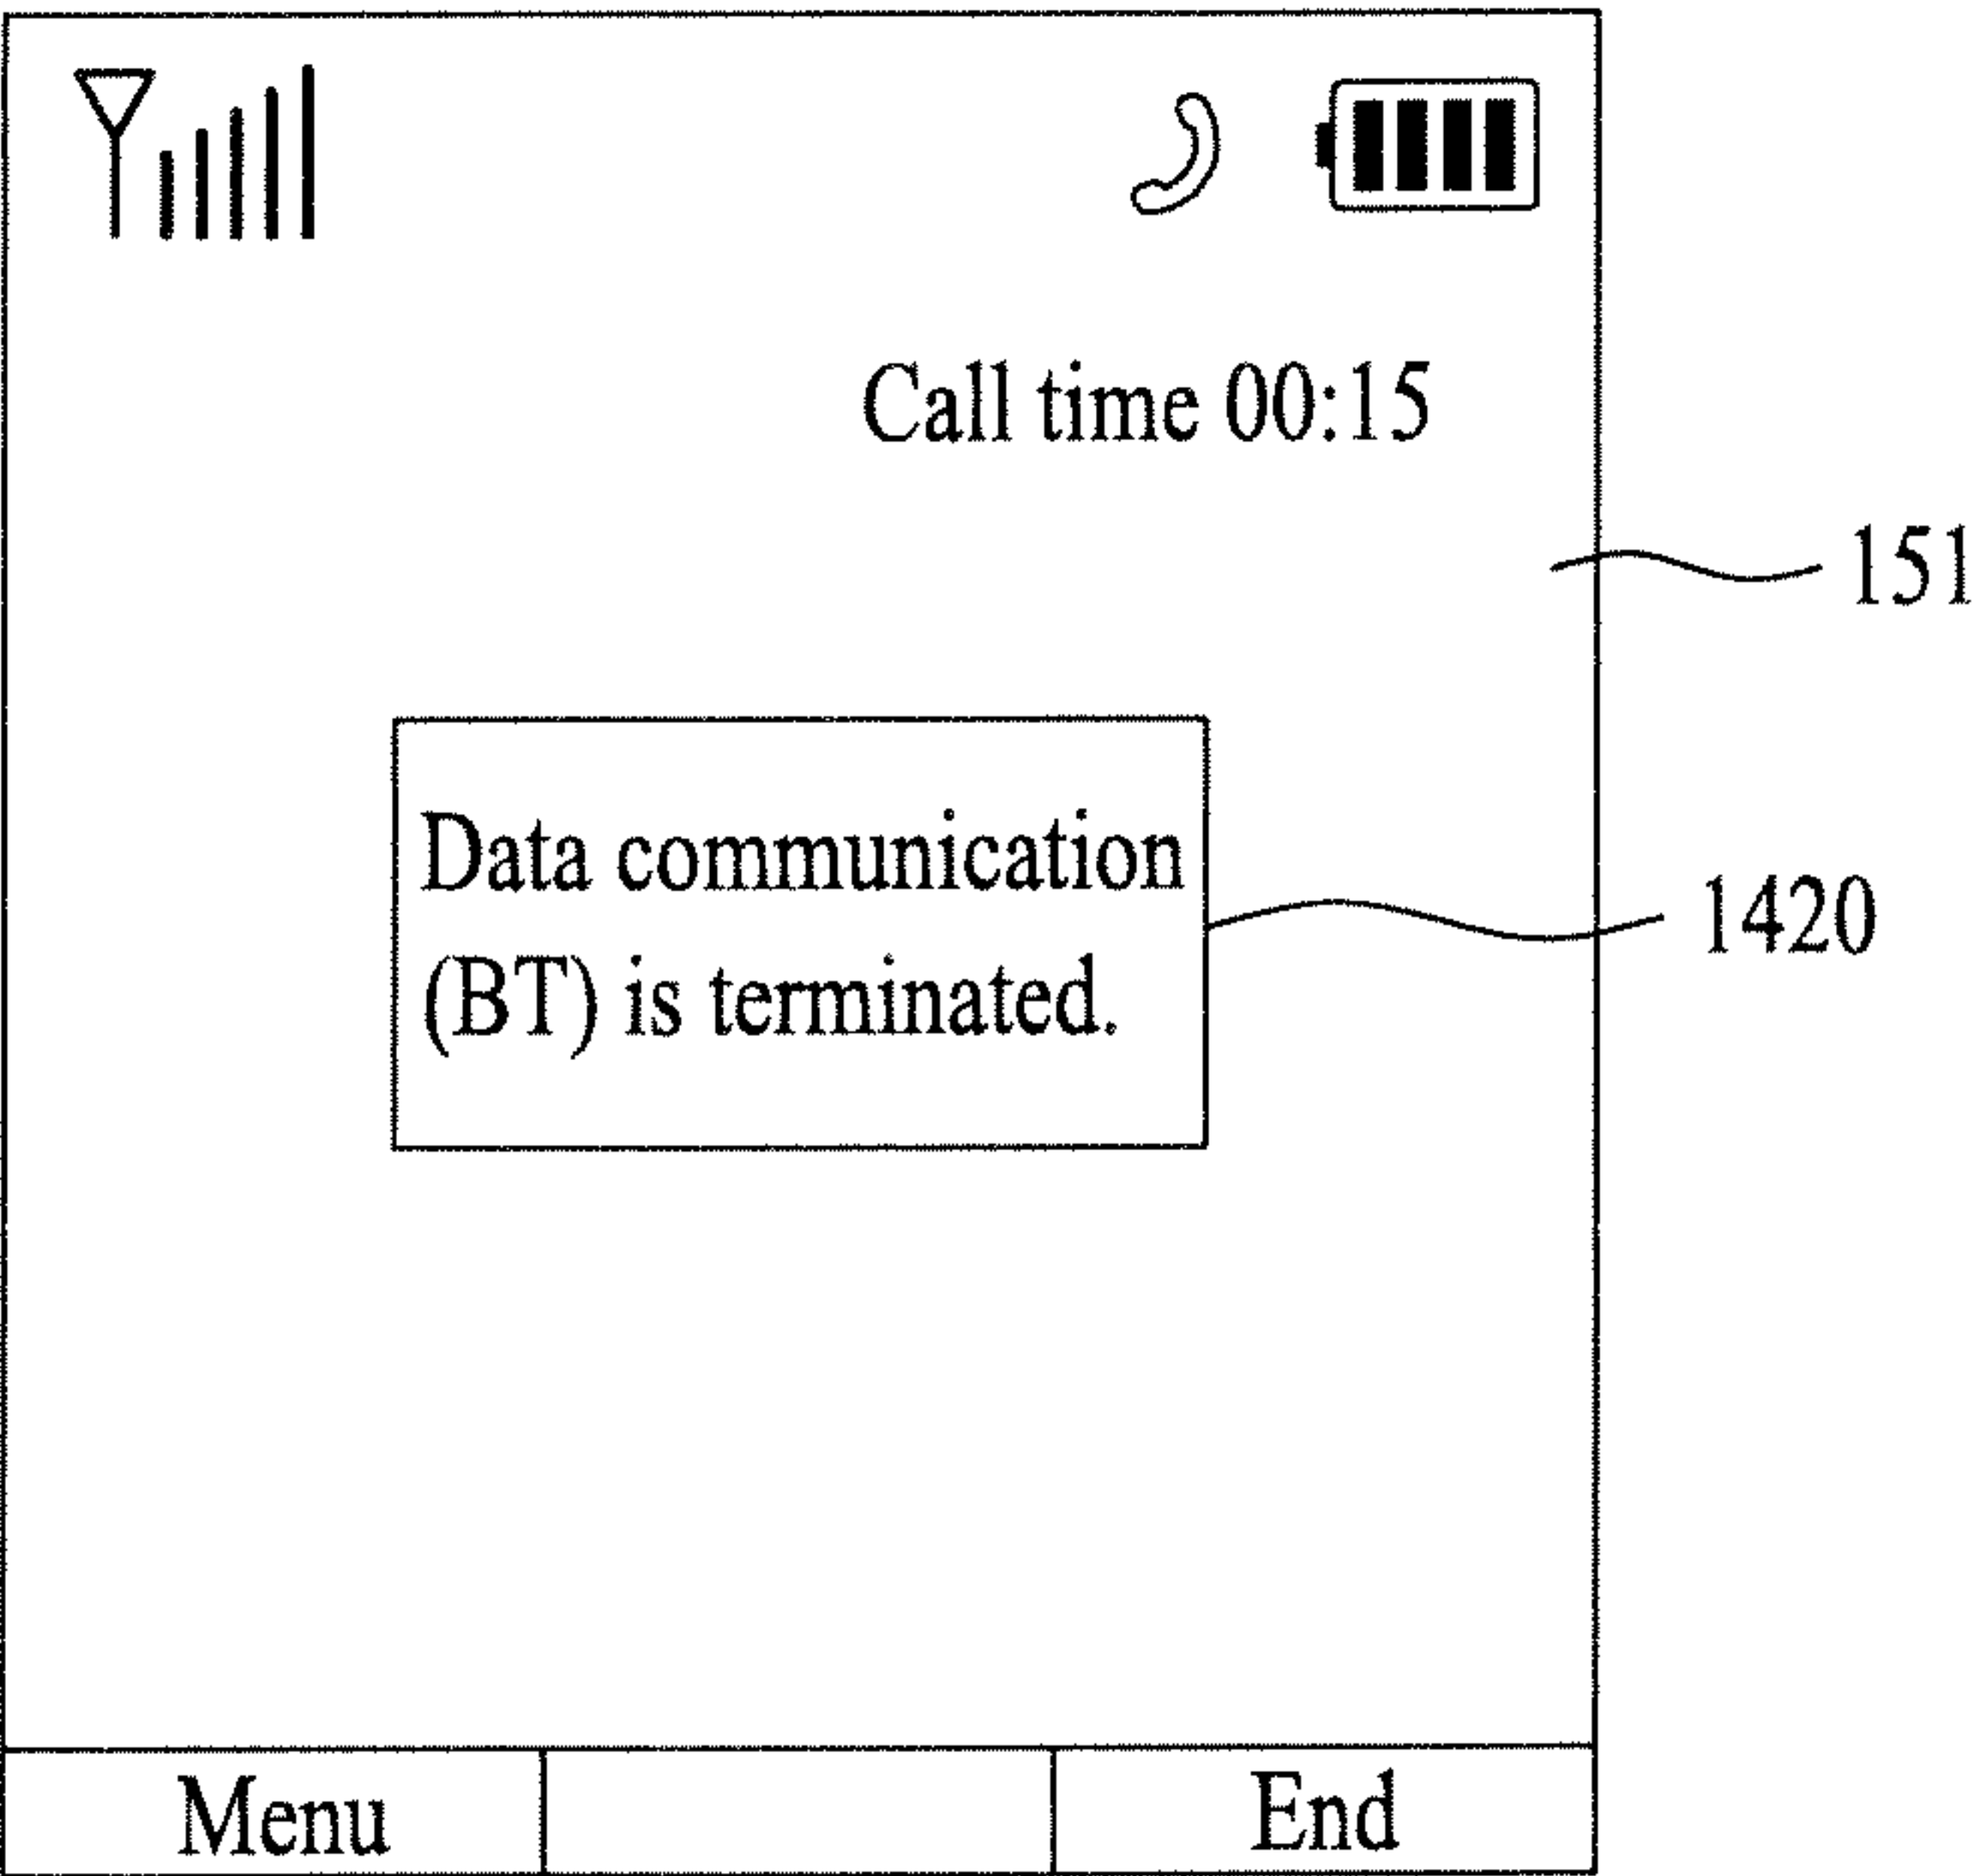 Call time 00:15
151
Data communication
(BT) is terminated.
1420
Menu
End